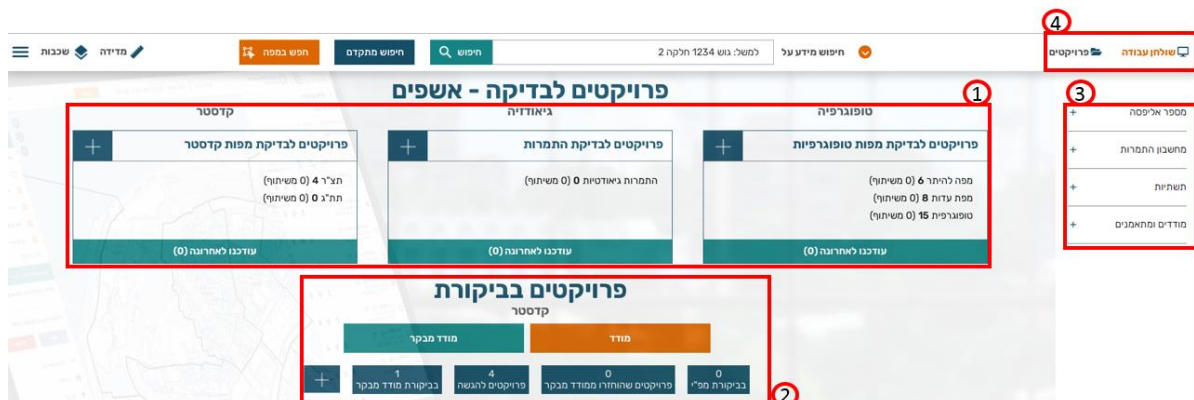 ④
שולחן עבודה פרויקטים חיפוש מידע על למשל: גוש 1234 חלקה 2 חיפוש חיפוש מתקדם חפש במפה מדידה שכבות
פרויקטים לבדיקה - אשפים
①
③
מספר אליפסה +
מחשבון התמרות +
תשתיות +
מודדים ומתאמנים +
טופוגרפיה
פרויקטים לבדיקת מפות טופוגרפיות +
מפה להיתר 6 (0 משיתוף)
מפת עדות 8 (0 משיתוף)
טופוגרפית 15 (0 משיתוף)
עודכנו לאחרונה (0)
גיאודזיה
פרויקטים לבדיקת התמרות +
התמרות גיאודטיות 0 (0 משיתוף)
עודכנו לאחרונה (0)
קדסטר
פרויקטים לבדיקת מפות קדסטר +
תצ"ר 4 (0 משיתוף)
תת"ג 0 (0 משיתוף)
עודכנו לאחרונה (0)
פרויקטים בביקורת
קדסטר
מודד מודד מבקר
0 0 4 1
בביקורת מפ"י פרויקטים שהוחזרו ממודד מבקר פרויקטים להגשה בביקורת מודד מבקר +
②